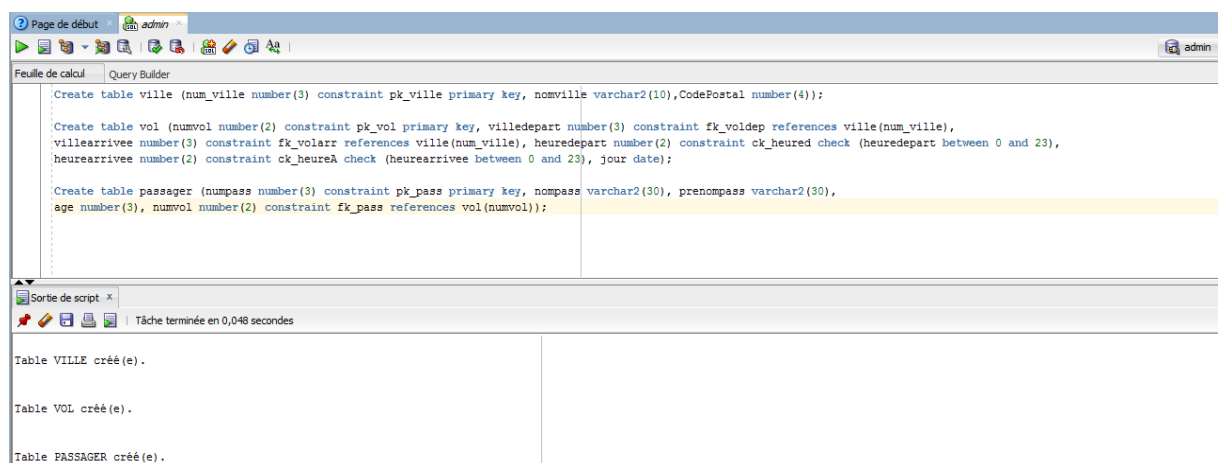 Page de début
admin
admin
Feuille de calcul Query Builder
Create table ville (num_ville number(3) constraint pk_ville primary key, nomville varchar2(10),CodePostal number(4));
Create table vol (numvol number(2) constraint pk_vol primary key, villedepart number(3) constraint fk_voldep references ville(num_ville),
villearrivee number(3) constraint fk_volarr references ville(num_ville), heuredepart number(2) constraint ck_heured check (heuredepart between 0 and 23),
heurearrivee number(2) constraint ck_heureA check (heurearrivee between 0 and 23), jour date);
Create table passager (numpass number(3) constraint pk_pass primary key, nompass varchar2(30), prenompass varchar2(30),
age number(3), numvol number(2) constraint fk_pass references vol(numvol));
Sortie de script x
Tâche terminée en 0,048 secondes
Table VILLE créé(e).
Table VOL créé(e).
Table PASSAGER créé(e).